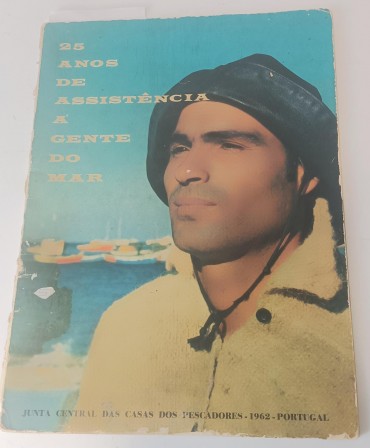 25
ANOS
DE
ASSISTÊNCIA
À
GENTE
DO
MAR
JUNTA CENTRAL DAS CASAS DOS PESCADORES - 1962 - PORTUGAL